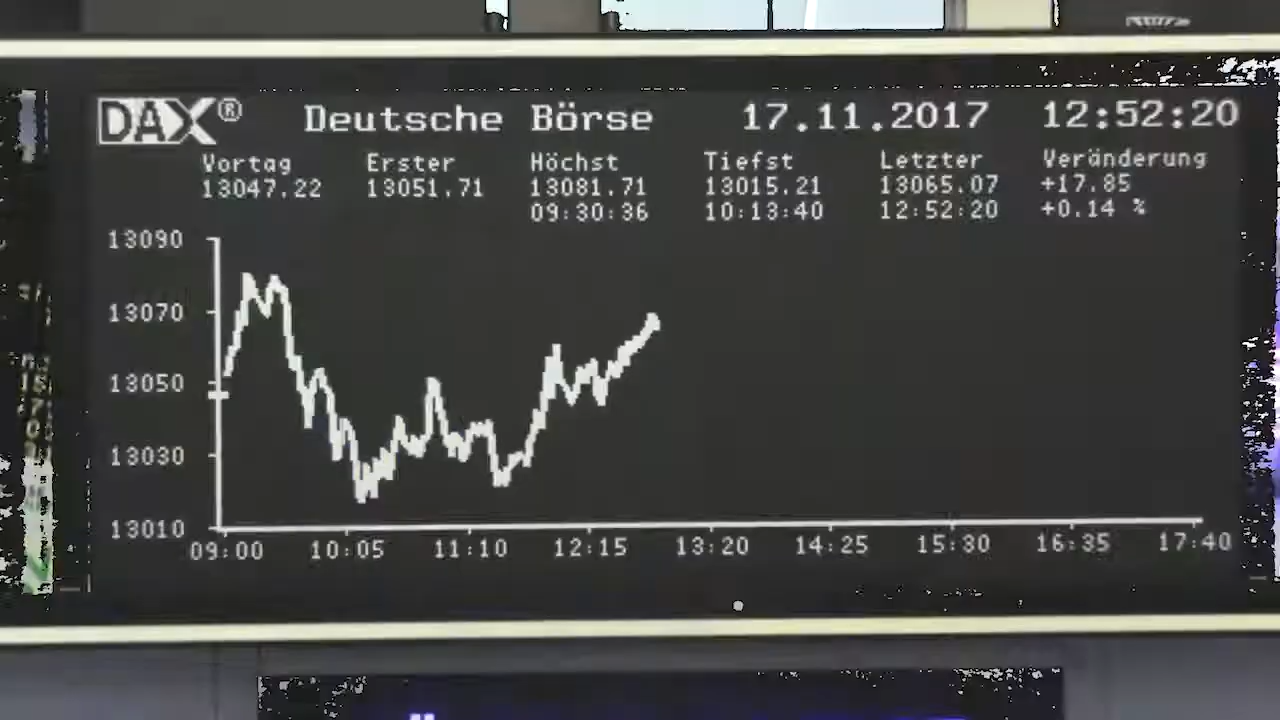 DAX® Deutsche Börse 17.11.2017 12:52:20
Vortag Erster Höchst Tiefst Letzter Veränderung
13047.22 13051.71 13081.71 13015.21 13065.07 +17.85
09:30:36 10:13:40 12:52:20 +0.14 %
13090
13070
13050
13030
13010
09:00 10:05 11:10 12:15 13:20 14:25 15:30 16:35 17:40